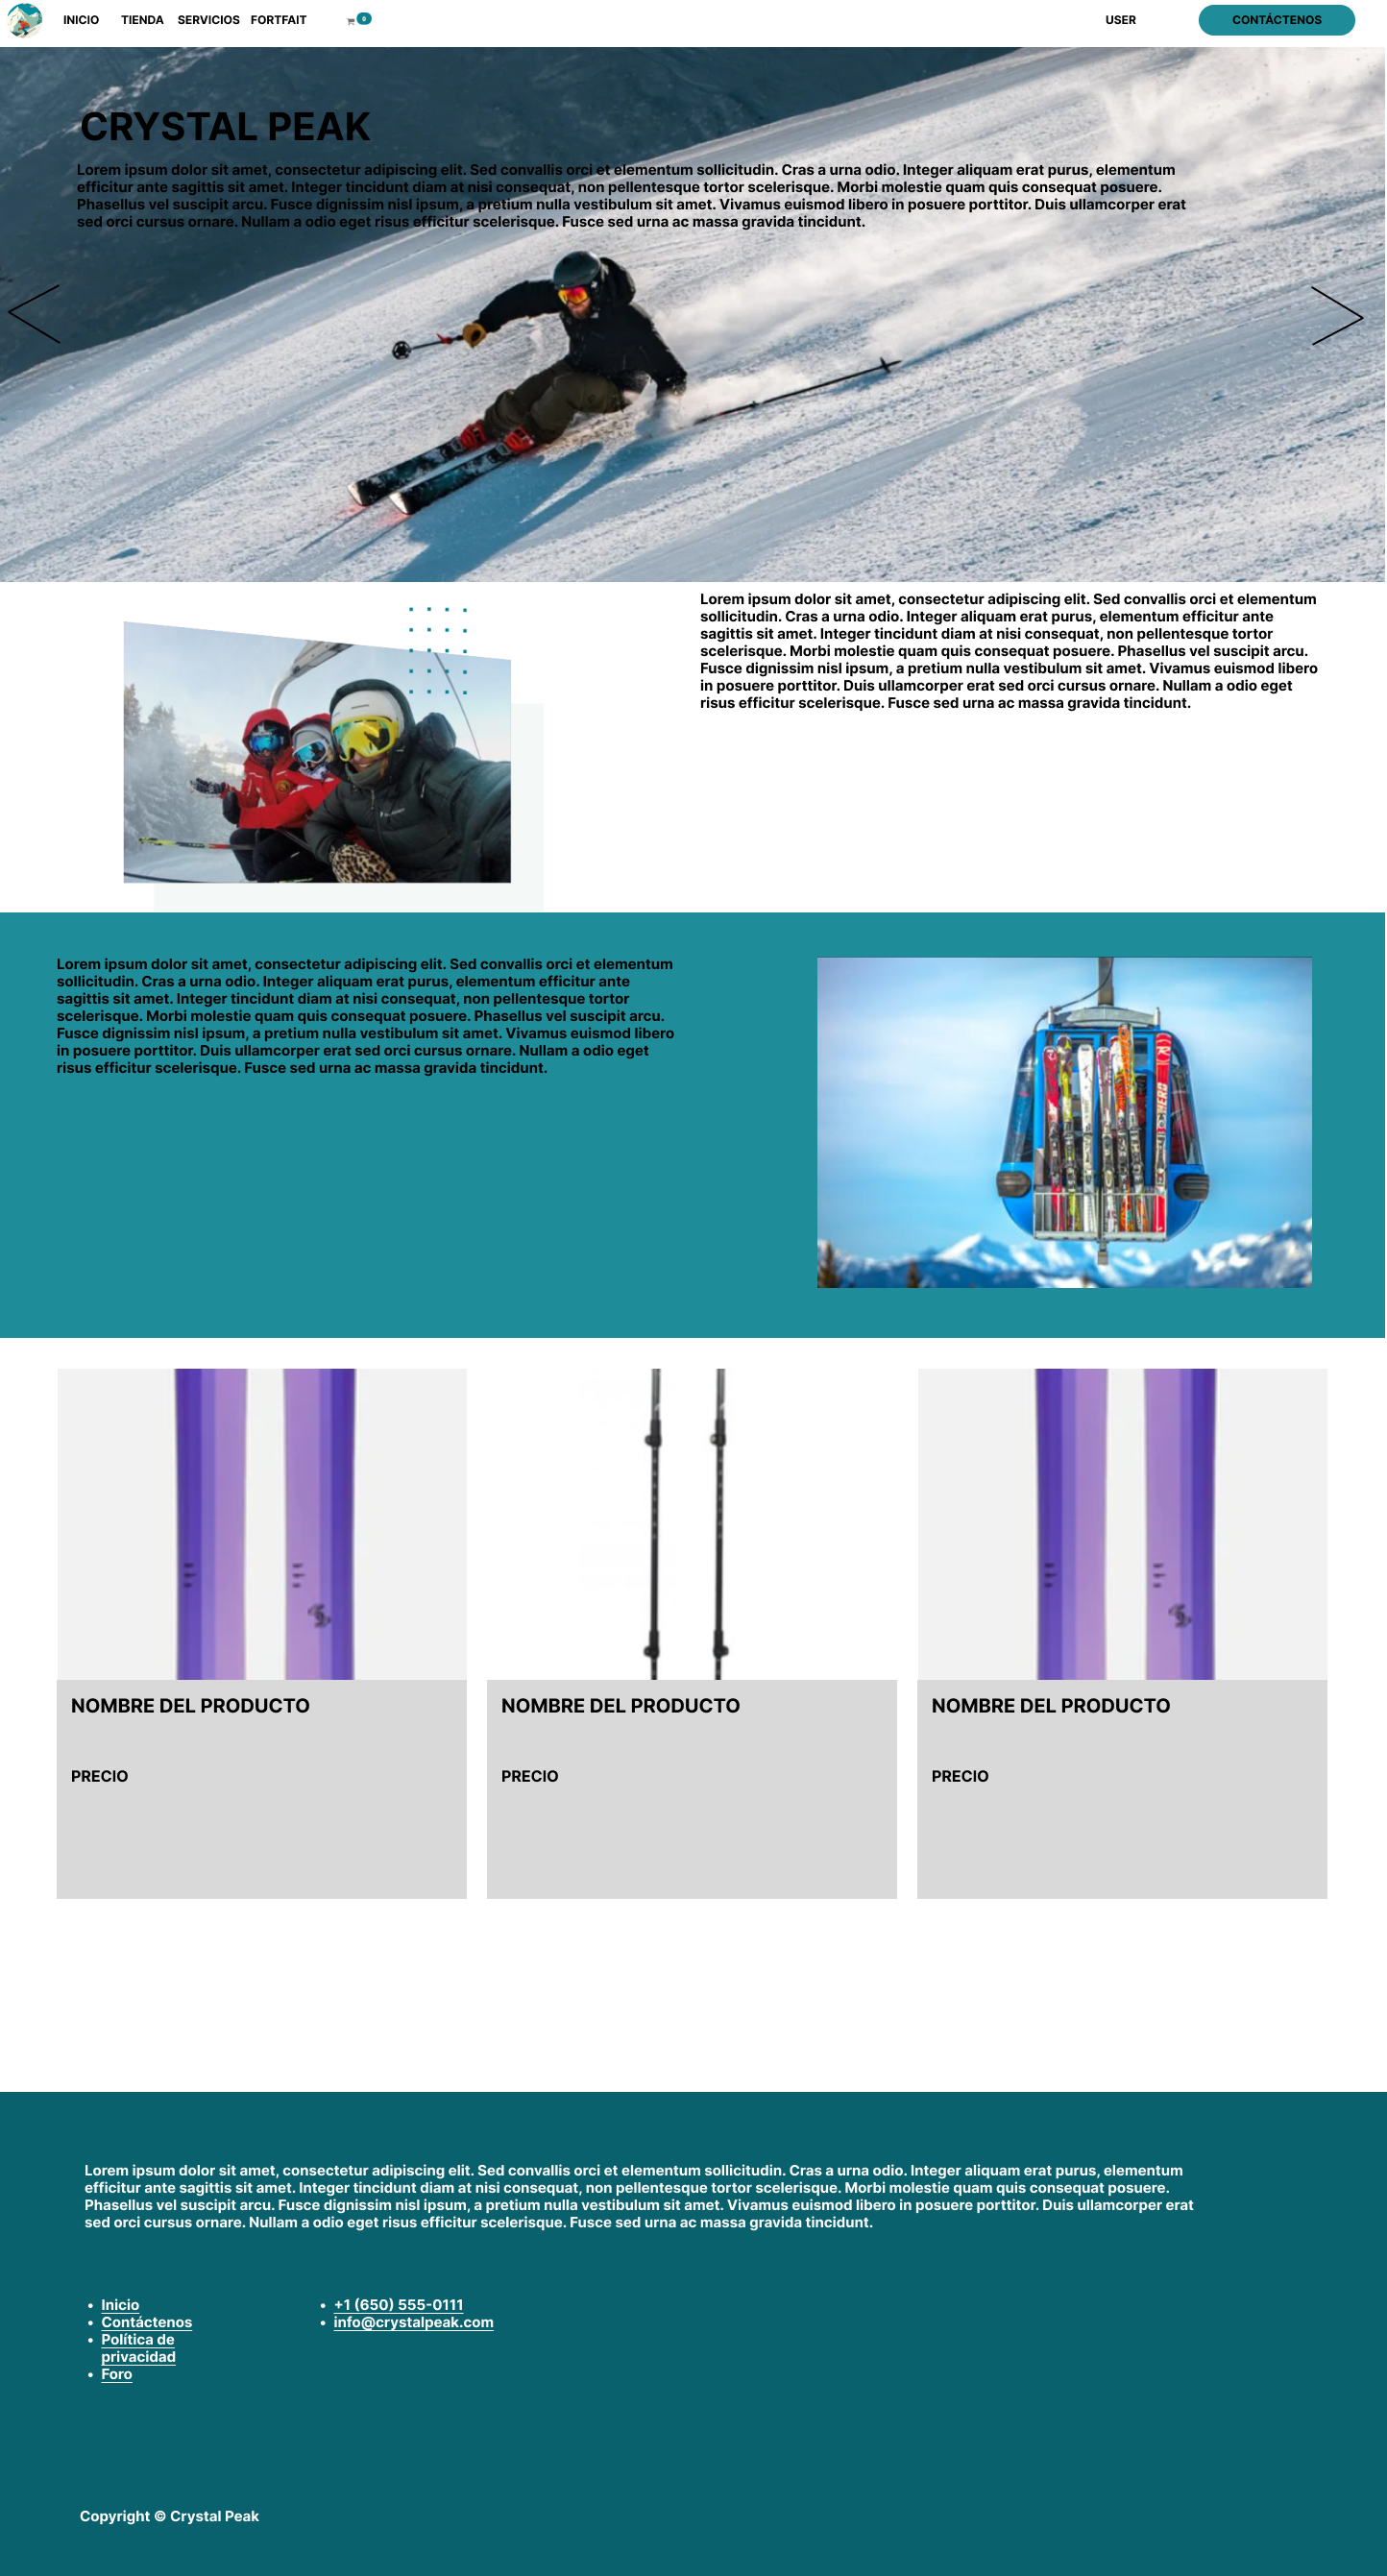 INICIO TIENDA SERVICIOS FORTFAIT 0 USER CONTÁCTENOS
CRYSTAL PEAK
Lorem ipsum dolor sit amet, consectetur adipiscing elit. Sed convallis orci et elementum sollicitudin. Cras a urna odio. Integer aliquam erat purus, elementum
efficitur ante sagittis sit amet. Integer tincidunt diam at nisi consequat, non pellentesque tortor scelerisque. Morbi molestie quam quis consequat posuere.
Phasellus vel suscipit arcu. Fusce dignissim nisl ipsum, a pretium nulla vestibulum sit amet. Vivamus euismod libero in posuere porttitor. Duis ullamcorper erat
sed orci cursus ornare. Nullam a odio eget risus efficitur scelerisque. Fusce sed urna ac massa gravida tincidunt.
Lorem ipsum dolor sit amet, consectetur adipiscing elit. Sed convallis orci et elementum
sollicitudin. Cras a urna odio. Integer aliquam erat purus, elementum efficitur ante
sagittis sit amet. Integer tincidunt diam at nisi consequat, non pellentesque tortor
scelerisque. Morbi molestie quam quis consequat posuere. Phasellus vel suscipit arcu.
Fusce dignissim nisl ipsum, a pretium nulla vestibulum sit amet. Vivamus euismod libero
in posuere porttitor. Duis ullamcorper erat sed orci cursus ornare. Nullam a odio eget
risus efficitur scelerisque. Fusce sed urna ac massa gravida tincidunt.
Lorem ipsum dolor sit amet, consectetur adipiscing elit. Sed convallis orci et elementum
sollicitudin. Cras a urna odio. Integer aliquam erat purus, elementum efficitur ante
sagittis sit amet. Integer tincidunt diam at nisi consequat, non pellentesque tortor
scelerisque. Morbi molestie quam quis consequat posuere. Phasellus vel suscipit arcu.
Fusce dignissim nisl ipsum, a pretium nulla vestibulum sit amet. Vivamus euismod libero
in posuere porttitor. Duis ullamcorper erat sed orci cursus ornare. Nullam a odio eget
risus efficitur scelerisque. Fusce sed urna ac massa gravida tincidunt.
NOMBRE DEL PRODUCTO
PRECIO
NOMBRE DEL PRODUCTO
PRECIO
NOMBRE DEL PRODUCTO
PRECIO
Lorem ipsum dolor sit amet, consectetur adipiscing elit. Sed convallis orci et elementum sollicitudin. Cras a urna odio. Integer aliquam erat purus, elementum
efficitur ante sagittis sit amet. Integer tincidunt diam at nisi consequat, non pellentesque tortor scelerisque. Morbi molestie quam quis consequat posuere.
Phasellus vel suscipit arcu. Fusce dignissim nisl ipsum, a pretium nulla vestibulum sit amet. Vivamus euismod libero in posuere porttitor. Duis ullamcorper erat
sed orci cursus ornare. Nullam a odio eget risus efficitur scelerisque. Fusce sed urna ac massa gravida tincidunt.
• Inicio
• Contáctenos
• Política de
privacidad
• Foro
• +1 (650) 555-0111
• info@crystalpeak.com
Copyright © Crystal Peak